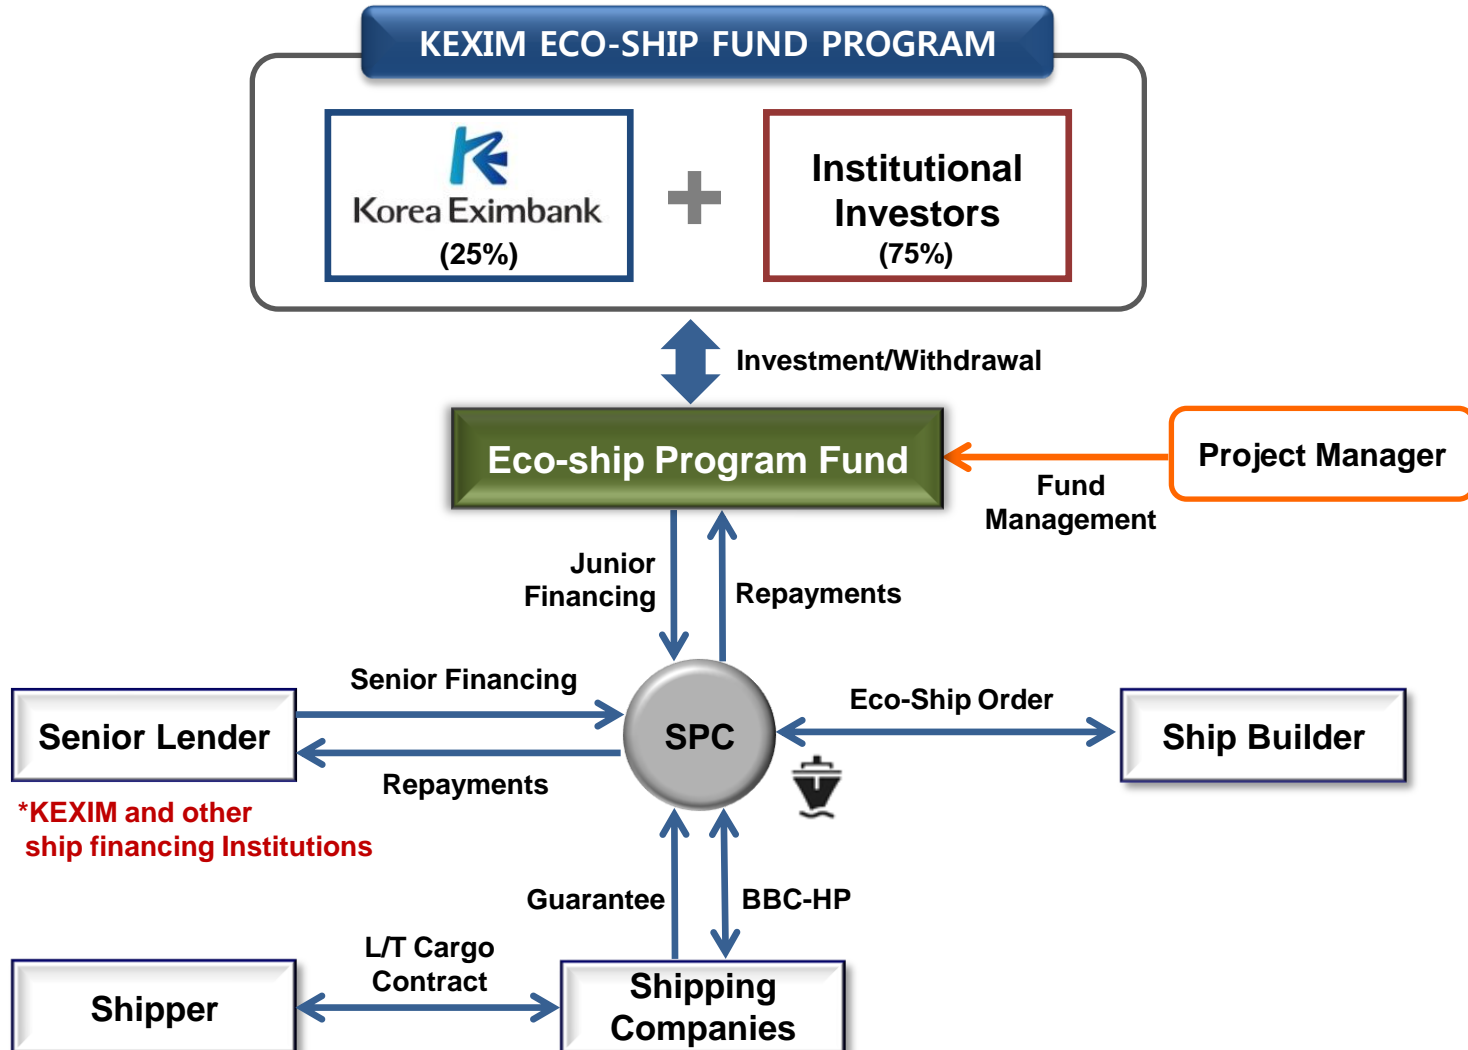 KEXIM ECO-SHIP FUND PROGRAM
Korea Eximbank
(25%)
Institutional
Investors
(75%)
Investment/Withdrawal
Eco-ship Program Fund
Project Manager
Fund
Management
Junior
Financing
Repayments
Senior Financing
Senior Lender
Repayments
*KEXIM and other
ship financing Institutions
SPC
Eco-Ship Order
Ship Builder
Guarantee
BBC-HP
L/T Cargo
Contract
Shipper
Shipping
Companies